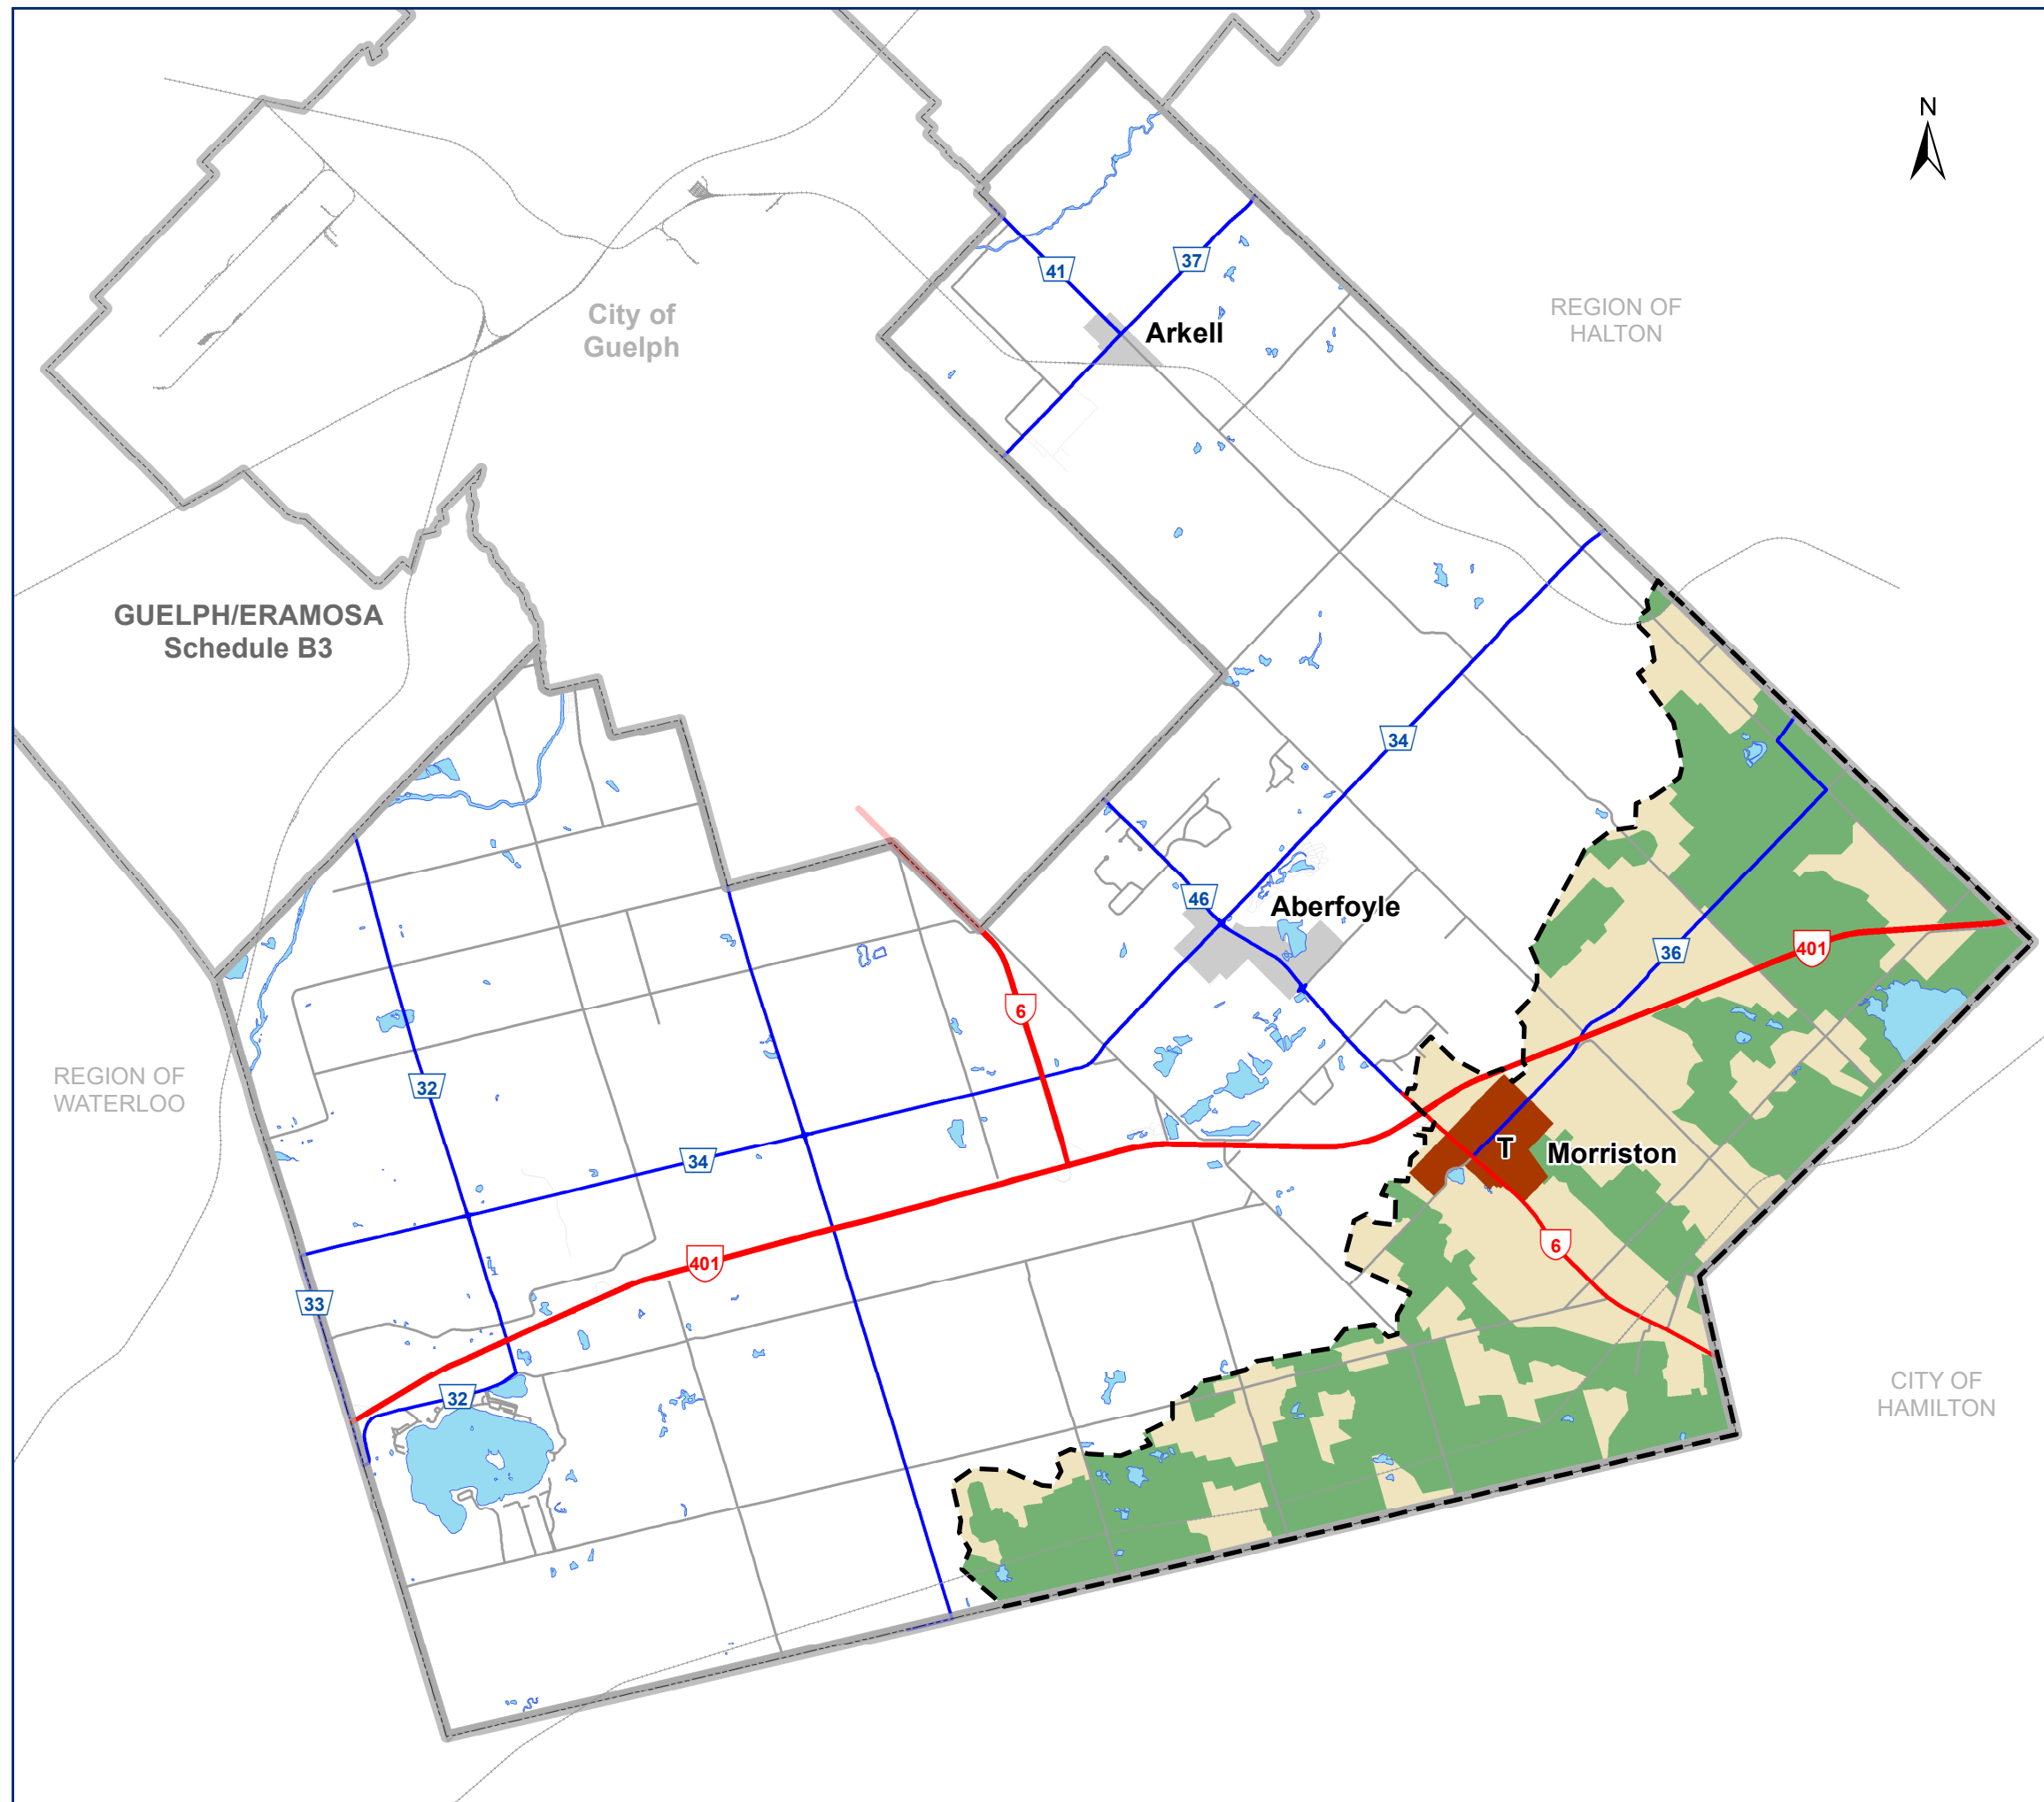 N
41
37
City of
Guelph
REGION OF
HALTON
Arkell
GUELPH/ERAMOSA
Schedule B3
34
46
Aberfoyle
36
401
6
REGION OF
WATERLOO
32
T
Morriston
34
6
401
33
32
CITY OF
HAMILTON